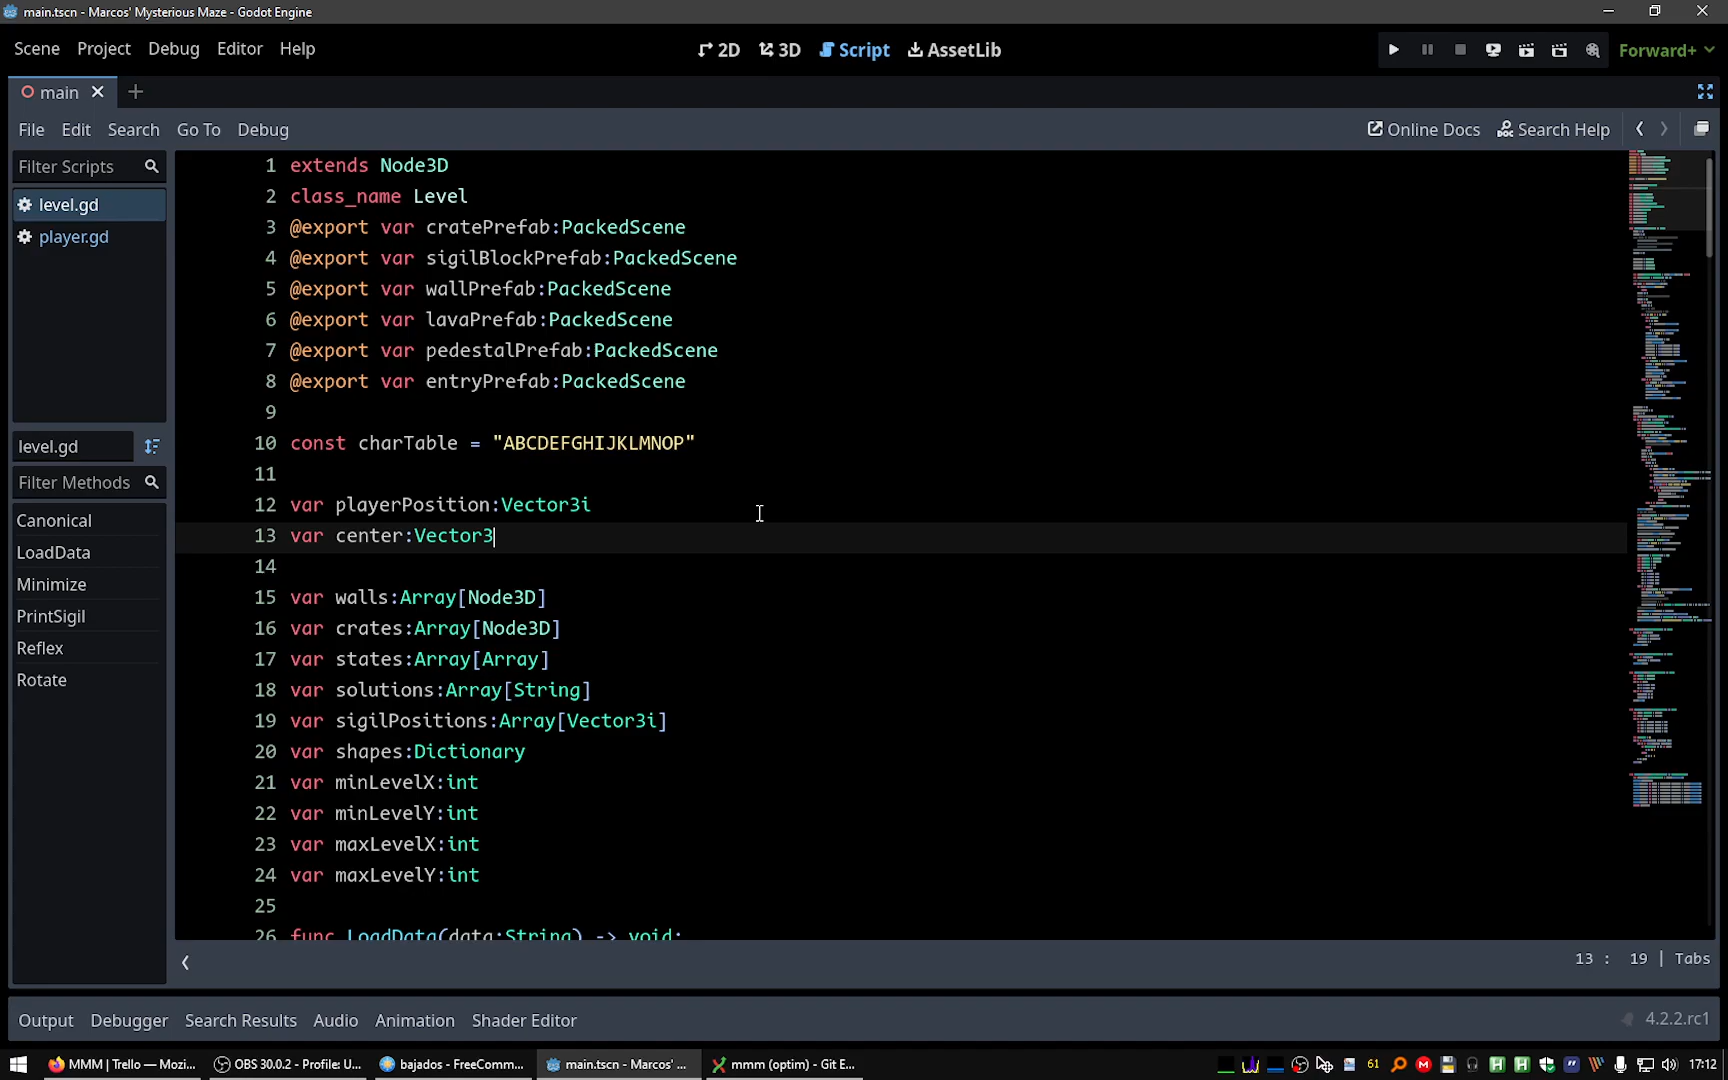 main.tscn - Marcos' Mysterious Maze - Godot Engine
Scene Project Debug Editor Help
2D 3D Script AssetLib
Forward+
main
File Edit Search Go To Debug
Online Docs Search Help
Filter Scripts
level.gd
player.gd
level.gd
Filter Methods
Canonical
LoadData
Minimize
PrintSigil
Reflex
Rotate
1 extends Node3D
2 class_name Level
3 @export var cratePrefab:PackedScene
4 @export var sigilBlockPrefab:PackedScene
5 @export var wallPrefab:PackedScene
6 @export var lavaPrefab:PackedScene
7 @export var pedestalPrefab:PackedScene
8 @export var entryPrefab:PackedScene
9
10 const charTable = "ABCDEFGHIJKLMNOP"
11
12 var playerPosition:Vector3i
13 var center:Vector3
14
15 var walls:Array[Node3D]
16 var crates:Array[Node3D]
17 var states:Array[Array]
18 var solutions:Array[String]
19 var sigilPositions:Array[Vector3i]
20 var shapes:Dictionary
21 var minLevelX:int
22 var minLevelY:int
23 var maxLevelX:int
24 var maxLevelY:int
25
26 func LoadData(data:String) -> void:
13 : 19 | Tabs
Output Debugger Search Results Audio Animation Shader Editor
4.2.2.rc1
MMM | Trello — Mozi...
OBS 30.0.2 - Profile: U...
bajados - FreeComm...
main.tscn - Marcos' ...
mmm (optim) - Git E...
61
17:12